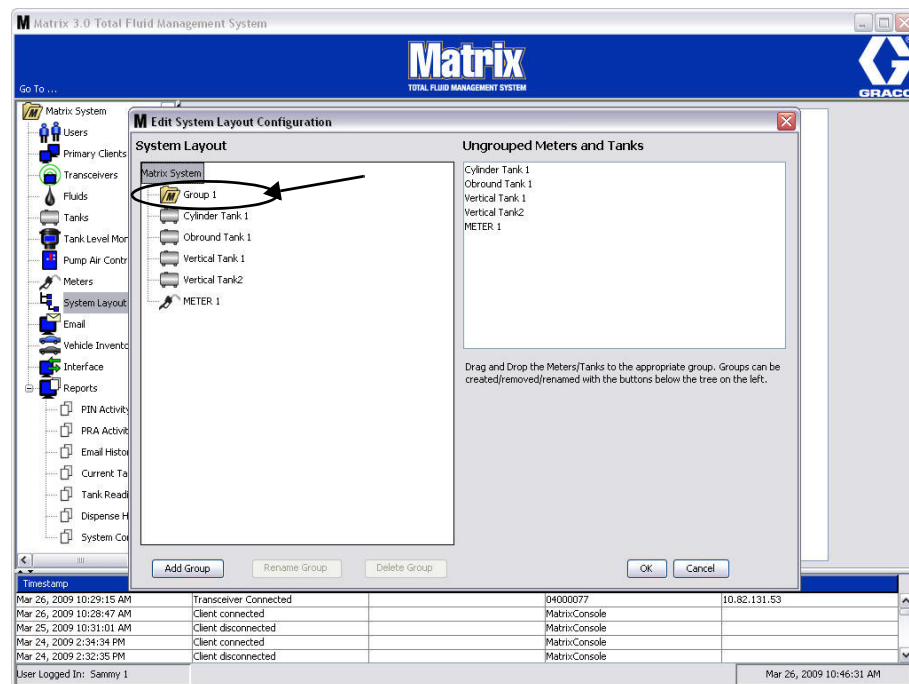 Matrix 3.0 Total Fluid Management System
Matrix
TOTAL FLUID MANAGEMENT SYSTEM
Go To ...
GRACO
Matrix System
Users
Primary Clients
Transceivers
Fluids
Tanks
Tank Level Mor
Pump Air Contr
Meters
System Layout
Email
Vehicle Invento
Interface
Reports
PIN Activity
PRA Activit
Email Histo
Current Ta
Tank Readi
Dispense H
System Co
Edit System Layout Configuration
System Layout
Matrix System
Group 1
Cylinder Tank 1
Obround Tank 1
Vertical Tank 1
Vertical Tank2
METER 1
Ungrouped Meters and Tanks
Cylinder Tank 1
Obround Tank 1
Vertical Tank 1
Vertical Tank2
METER 1
Drag and Drop the Meters/Tanks to the appropriate group. Groups can be
created/removed/renamed with the buttons below the tree on the left.
Add Group Rename Group Delete Group OK Cancel
Timestamp
Mar 26, 2009 10:29:15 AM Transceiver Connected 04000077 10.82.131.53
Mar 26, 2009 10:28:47 AM Client connected MatrixConsole
Mar 25, 2009 10:31:01 AM Client disconnected MatrixConsole
Mar 24, 2009 2:34:34 PM Client connected MatrixConsole
Mar 24, 2009 2:32:35 PM Client disconnected MatrixConsole
User Logged In: Sammy 1 Mar 26, 2009 10:46:31 AM